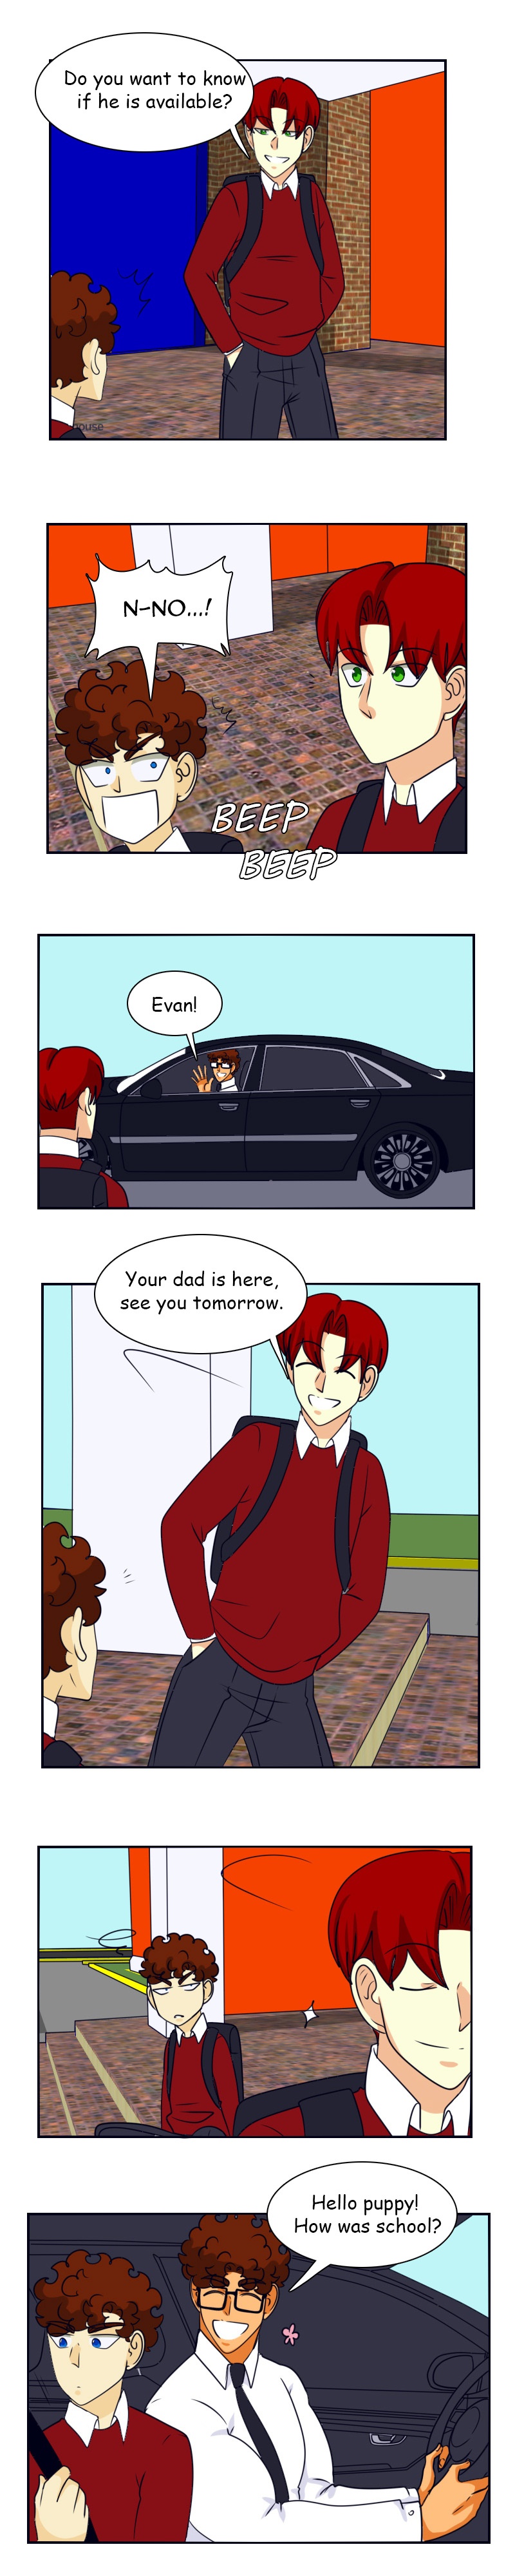 Do you want to know
if he is available?
house
N-NO...!
BEEP
BEEP
Evan!
Your dad is here,
see you tomorrow.
Hello puppy!
How was school?